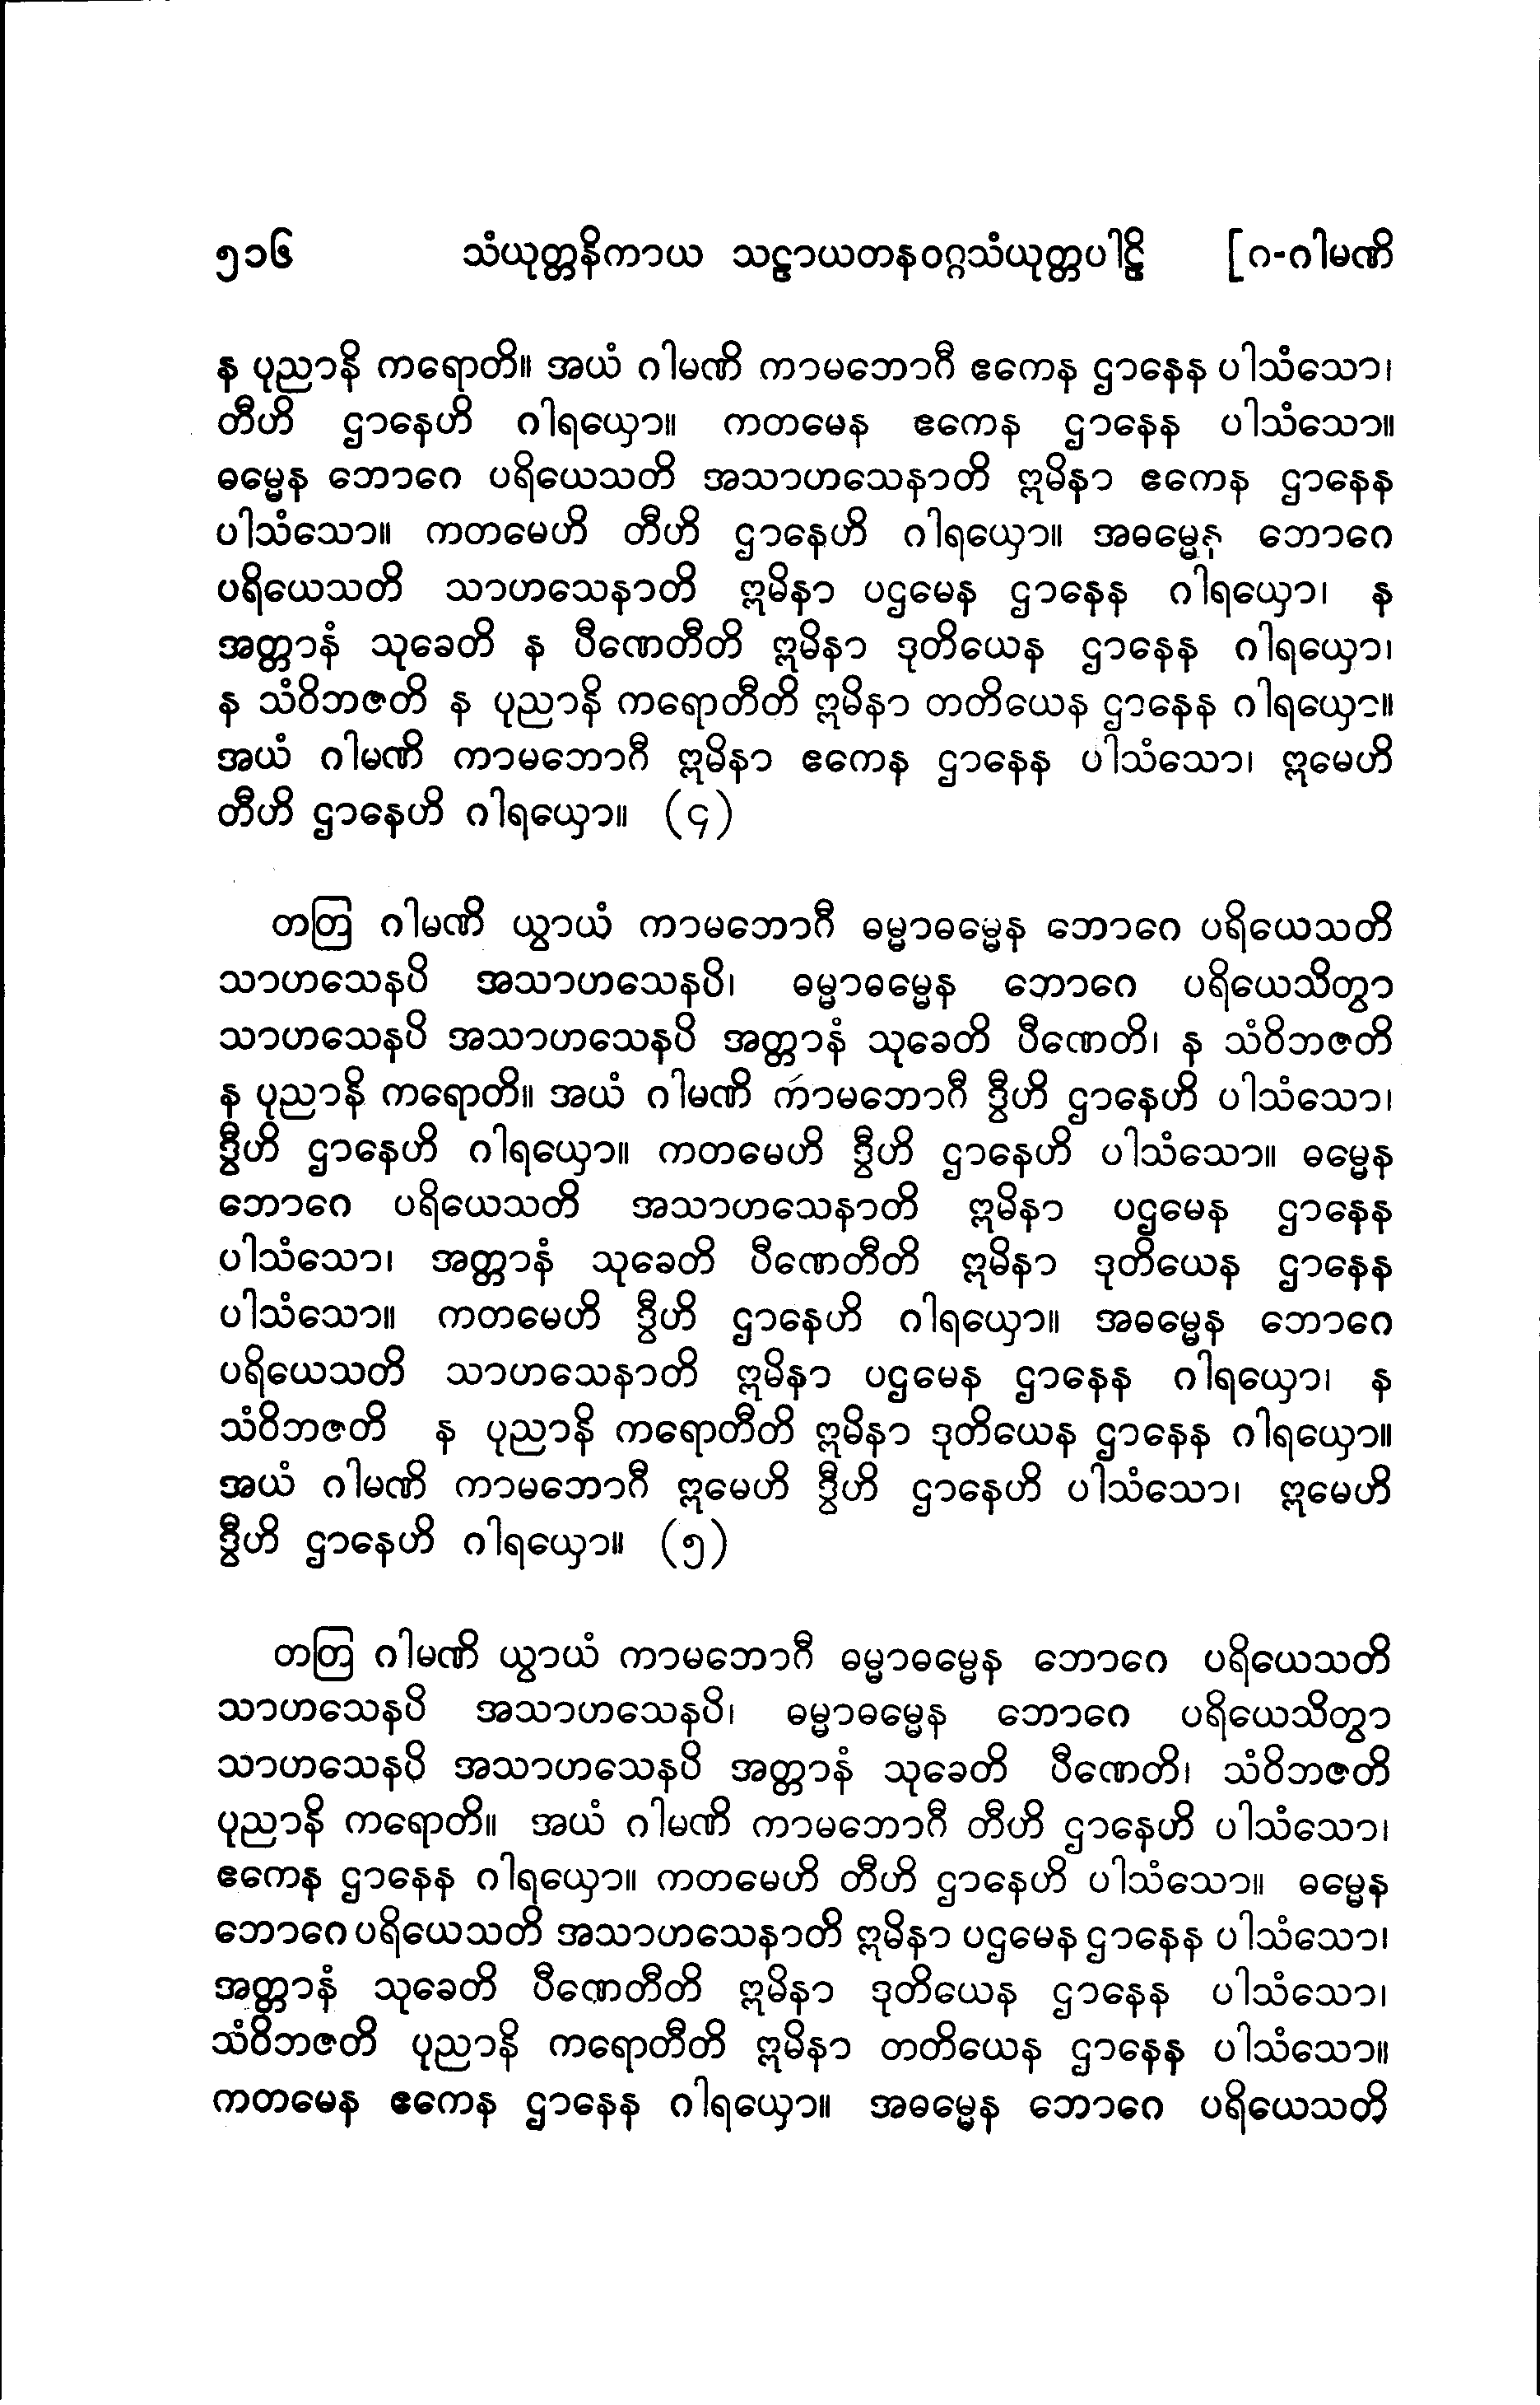 ၅၁၆ သံယုတ္တနိကာယ သဠာယတနဝဂ္ဂသံယုတ္တပါဠိ [ဂ-ဂါမဏိ
န ပုညာနိ ကရောတိ။ အယံ ဂါမဏိ ကာမဘောဂီ ဧကေန ဌာနေန ပါသံသော၊
တီဟိ ဌာနေဟိ ဂါရယှော။ ကတမေန ဧကေန ဌာနေန ပါသံသော။
ဓမ္မေန ဘောဂေ ပရိယေသတိ အသာဟသေနာတိ ဣမိနာ ဧကေန ဌာနေန
ပါသံသော။ ကတမေဟိ တီဟိ ဌာနေဟိ ဂါရယှော။ အဓမ္မေန ဘောဂေ
ပရိယေသတိ သာဟသေနာတိ ဣမိနာ ပဌမေန ဌာနေန ဂါရယှော၊ န
အတ္တာနံ သုခေတိ န ပီဏေတီတိ ဣမိနာ ဒုတိယေန ဌာနေန ဂါရယှော၊
န သံဝိဘဇတိ န ပုညာနိ ကရောတီတိ ဣမိနာ တတိယေန ဌာနေန ဂါရယှော။
အယံ ဂါမဏိ ကာမဘောဂီ ဣမိနာ ဧကေန ဌာနေန ပါသံသော၊ ဣမေဟိ
တီဟိ ဌာနေဟိ ဂါရယှော။ (၄)
တတြ ဂါမဏိ ယွာယံ ကာမဘောဂီ ဓမ္မာဓမ္မေန ဘောဂေ ပရိယေသတိ
သာဟသေနပိ အသာဟသေနပိ၊ ဓမ္မာဓမ္မေန ဘောဂေ ပရိယေသိတွာ
သာဟသေနပိ အသာဟသေနပိ အတ္တာနံ သုခေတိ ပီဏေတိ၊ န သံဝိဘဇတိ
န ပုညာနိ ကရောတိ။ အယံ ဂါမဏိ ကာမဘောဂီ ဒွီဟိ ဌာနေဟိ ပါသံသော၊
ဒွီဟိ ဌာနေဟိ ဂါရယှော။ ကတမေဟိ ဒွီဟိ ဌာနေဟိ ပါသံသော။ ဓမ္မေန
ဘောဂေ ပရိယေသတိ အသာဟသေနာတိ ဣမိနာ ပဌမေန ဌာနေန
ပါသံသော၊ အတ္တာနံ သုခေတိ ပီဏေတီတိ ဣမိနာ ဒုတိယေန ဌာနေန
ပါသံသော။ ကတမေဟိ ဒွီဟိ ဌာနေဟိ ဂါရယှော။ အဓမ္မေန ဘောဂေ
ပရိယေသတိ သာဟသေနာတိ ဣမိနာ ပဌမေန ဌာနေန ဂါရယှော၊ န
သံဝိဘဇတိ န ပုညာနိ ကရောတီတိ ဣမိနာ ဒုတိယေန ဌာနေန ဂါရယှော။
အယံ ဂါမဏိ ကာမဘောဂီ ဣမေဟိ ဒွီဟိ ဌာနေဟိ ပါသံသော၊ ဣမေဟိ
ဒွီဟိ ဌာနေဟိ ဂါရယှော။ (၅)
တတြ ဂါမဏိ ယွာယံ ကာမဘောဂီ ဓမ္မာဓမ္မေန ဘောဂေ ပရိယေသတိ
သာဟသေနပိ အသာဟသေနပိ၊ ဓမ္မာဓမ္မေန ဘောဂေ ပရိယေသိတွာ
သာဟသေနပိ အသာဟသေနပိ အတ္တာနံ သုခေတိ ပီဏေတိ၊ သံဝိဘဇတိ
ပုညာနိ ကရောတိ။ အယံ ဂါမဏိ ကာမဘောဂီ တီဟိ ဌာနေဟိ ပါသံသော၊
ဧကေန ဌာနေန ဂါရယှော။ ကတမေဟိ တီဟိ ဌာနေဟိ ပါသံသော။ ဓမ္မေန
ဘောဂေ ပရိယေသတိ အသာဟသေနာတိ ဣမိနာ ပဌမေန ဌာနေန ပါသံသော၊
အတ္တာနံ သုခေတိ ပီဏေတီတိ ဣမိနာ ဒုတိယေန ဌာနေန ပါသံသော၊
သံဝိဘဇတိ ပုညာနိ ကရောတီတိ ဣမိနာ တတိယေန ဌာနေန ပါသံသော။
ကတမေန ဧကေန ဌာနေန ဂါရယှော။ အဓမ္မေန ဘောဂေ ပရိယေသတိ